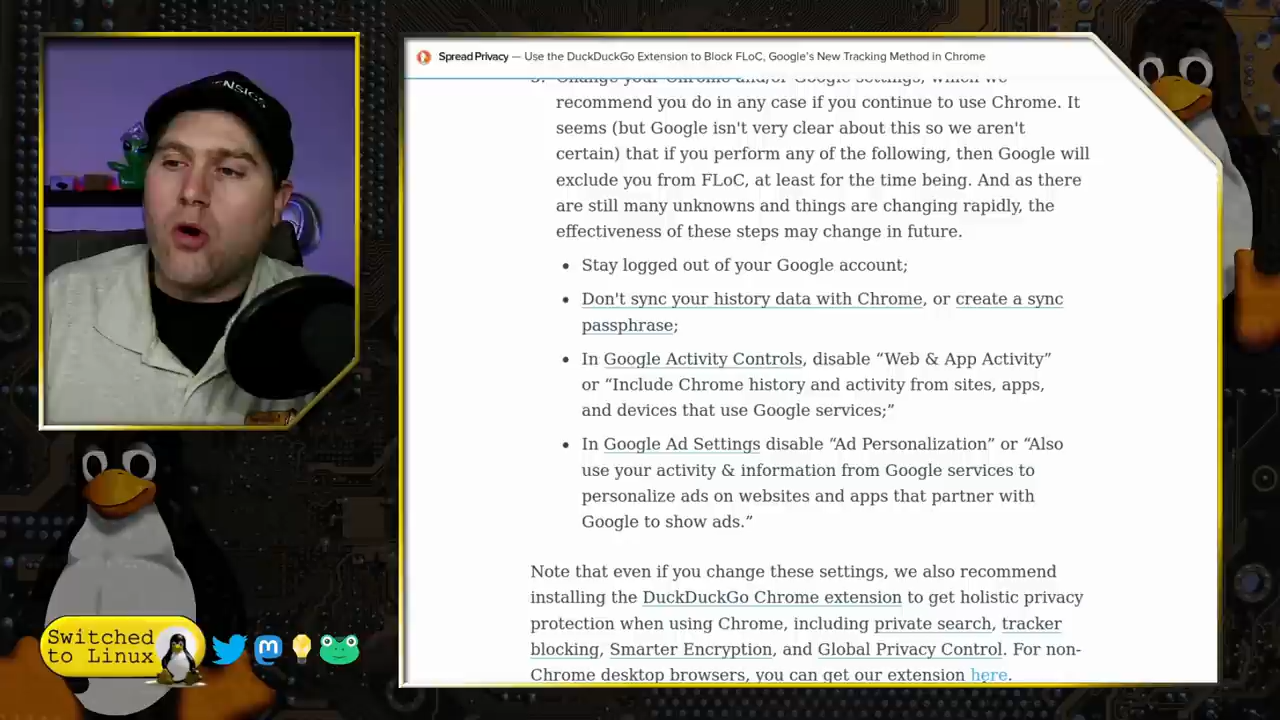 Spread Privacy — Use the DuckDuckGo Extension to Block FLoC, Google's New Tracking Method in Chrome
3. Change your Chrome and/or Google settings, which we
recommend you do in any case if you continue to use Chrome. It
seems (but Google isn't very clear about this so we aren't
certain) that if you perform any of the following, then Google will
exclude you from FLoC, at least for the time being. And as there
are still many unknowns and things are changing rapidly, the
effectiveness of these steps may change in future.
• Stay logged out of your Google account;
• Don't sync your history data with Chrome, or create a sync
passphrase;
• In Google Activity Controls, disable “Web & App Activity”
or “Include Chrome history and activity from sites, apps,
and devices that use Google services;”
• In Google Ad Settings disable “Ad Personalization” or “Also
use your activity & information from Google services to
personalize ads on websites and apps that partner with
Google to show ads.”
Note that even if you change these settings, we also recommend
installing the DuckDuckGo Chrome extension to get holistic privacy
protection when using Chrome, including private search, tracker
blocking, Smarter Encryption, and Global Privacy Control. For non-
Chrome desktop browsers, you can get our extension here.
Switched
to Linux